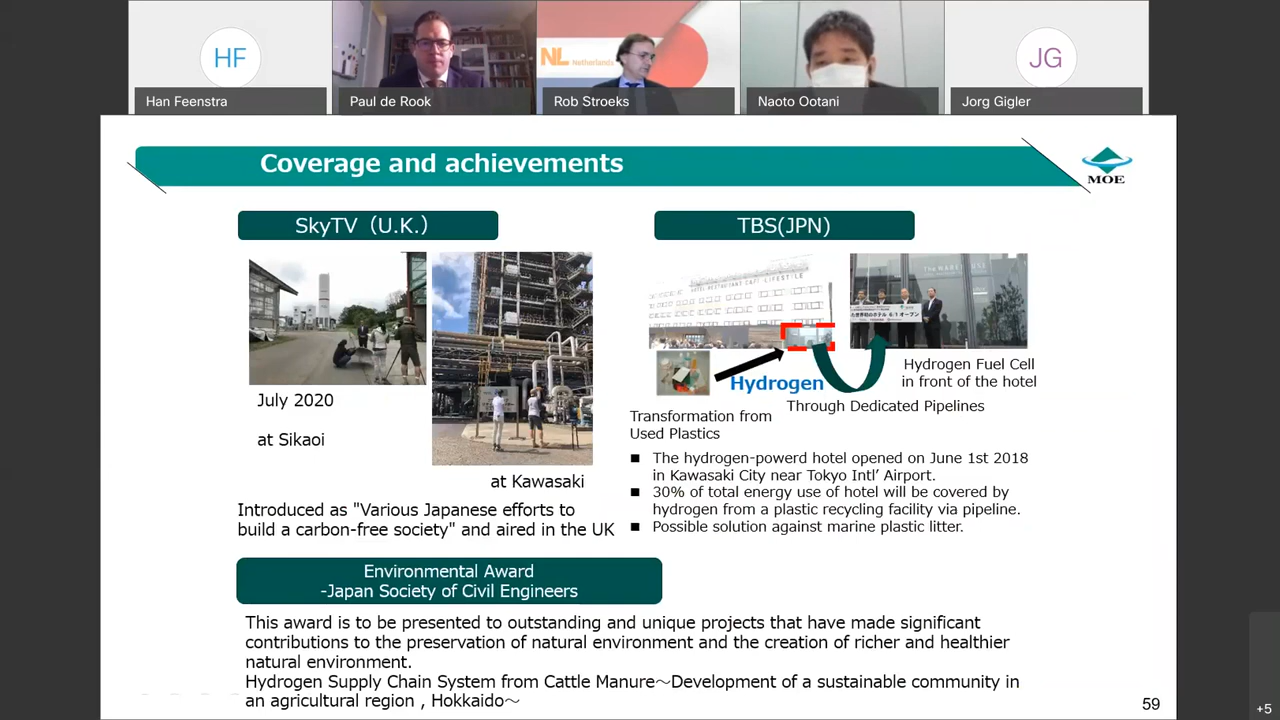 HF
Han Feenstra
Paul de Rook
NL Netherlands
Rob Stroeks
Naoto Ootani
JG
Jorg Gigler
Coverage and achievements
MOE
SkyTV（U.K.）
TBS(JPN)
July 2020
at Sikaoi
at Kawasaki
Introduced as "Various Japanese efforts to
build a carbon-free society" and aired in the UK
HOTEL RESTAURANT CAFE LIFESTYLE
The WAREHOUSE
Hydrogen
Hydrogen Fuel Cell
in front of the hotel
Through Dedicated Pipelines
Transformation from
Used Plastics
■ The hydrogen-powerd hotel opened on June 1st 2018
in Kawasaki City near Tokyo Intl’ Airport.
■ 30% of total energy use of hotel will be covered by
hydrogen from a plastic recycling facility via pipeline.
■ Possible solution against marine plastic litter.
Environmental Award
-Japan Society of Civil Engineers
This award is to be presented to outstanding and unique projects that have made significant
contributions to the preservation of natural environment and the creation of richer and healthier
natural environment.
Hydrogen Supply Chain System from Cattle Manure～Development of a sustainable community in
an agricultural region , Hokkaido～
59
+5